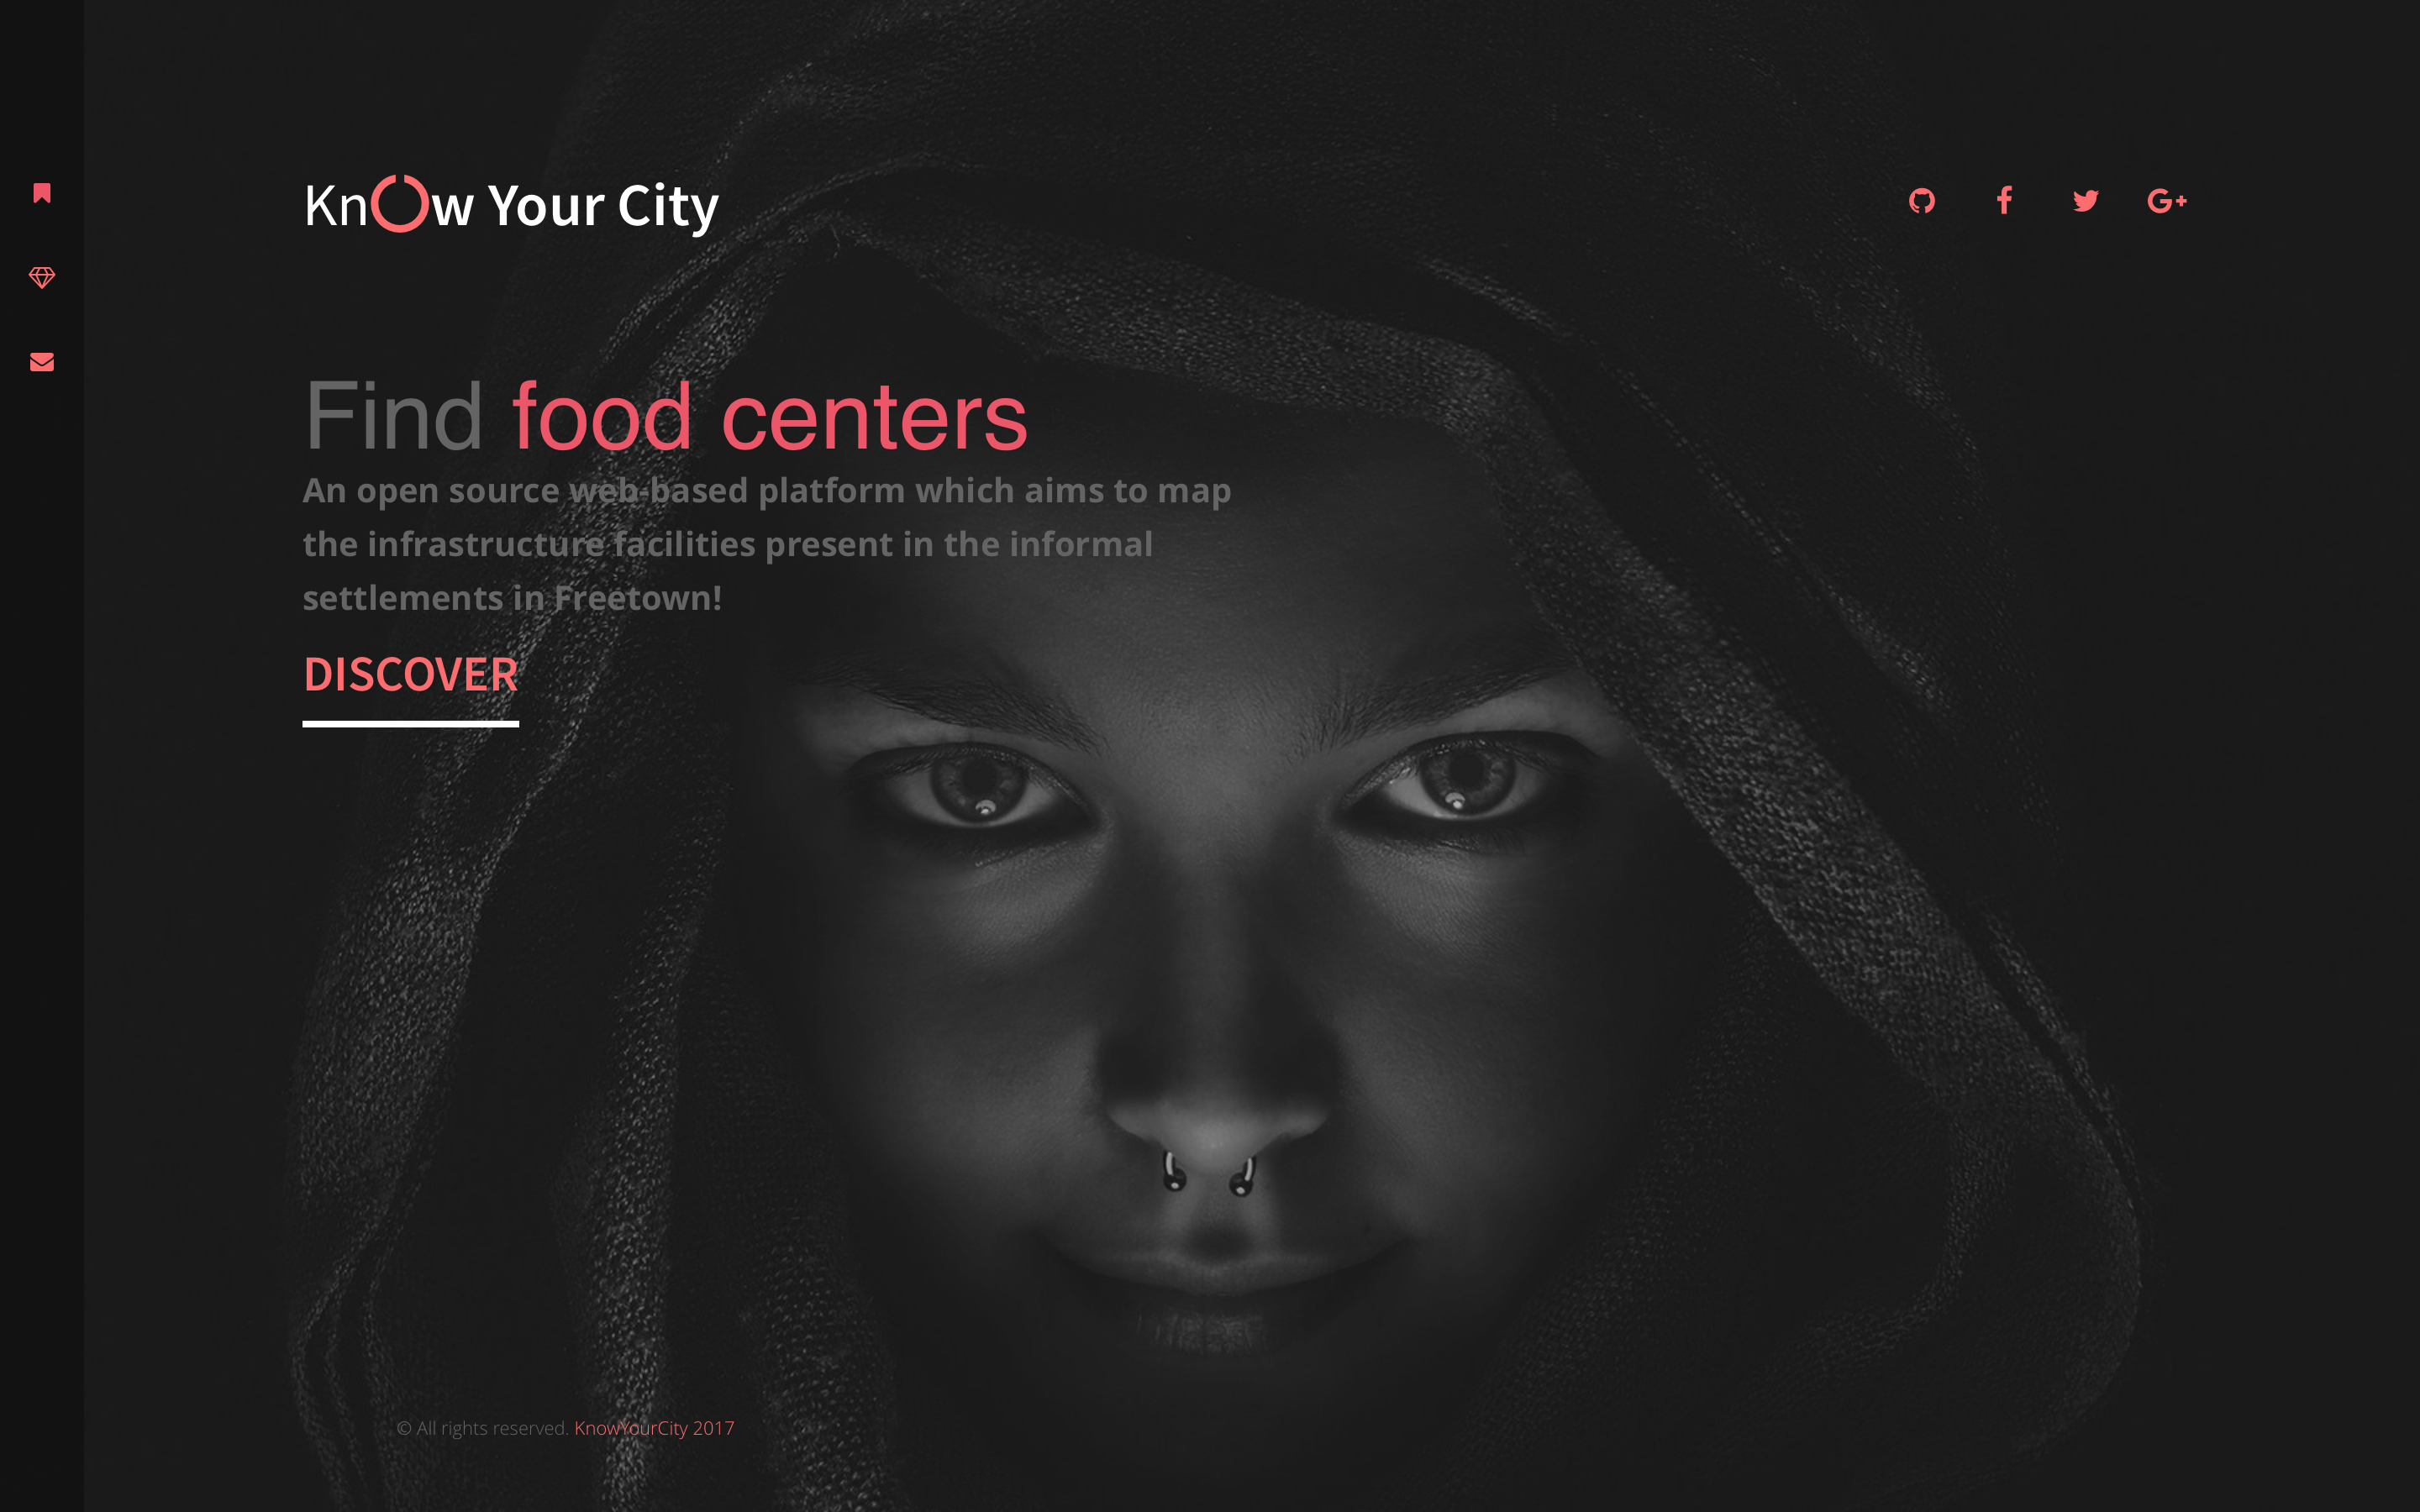 KnOw Your City
Find food centers
An open source web-based platform which aims to map
the infrastructure facilities present in the informal
settlements in Freetown!
DISCOVER
© All rights reserved. KnowYourCity 2017